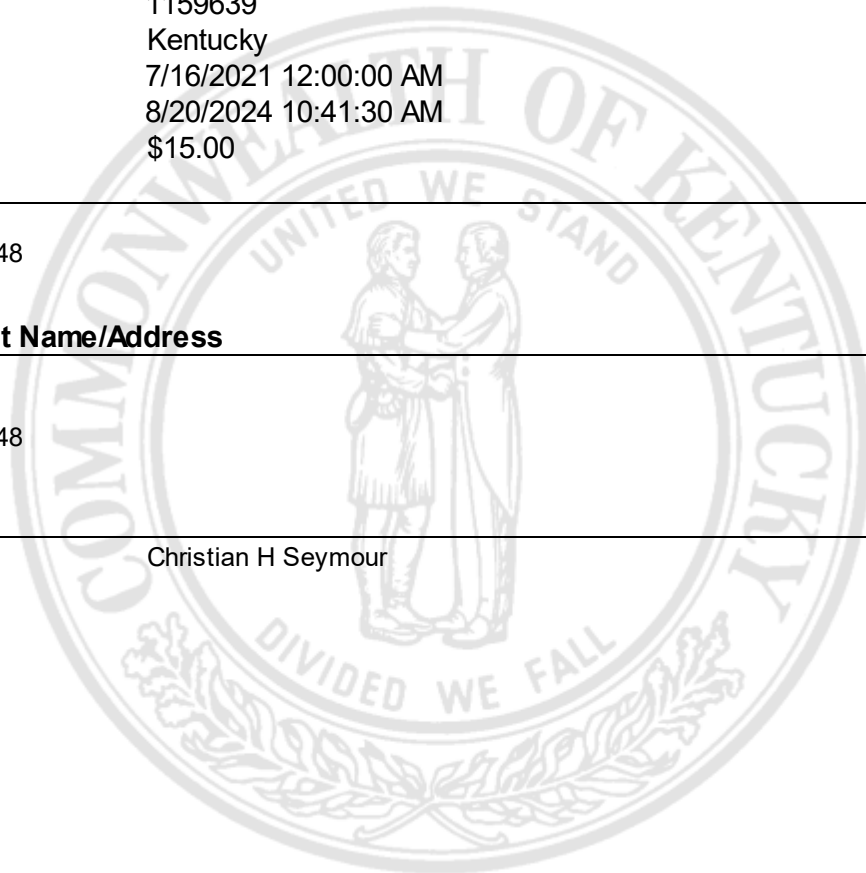 1159639
Kentucky
7/16/2021 12:00:00 AM
8/20/2024 10:41:30 AM
$15.00
48
t Name/Address
48
Christian H Seymour
COMMONWEALTH OF KENTUCKY
UNITED WE STAND
DIVIDED WE FALL